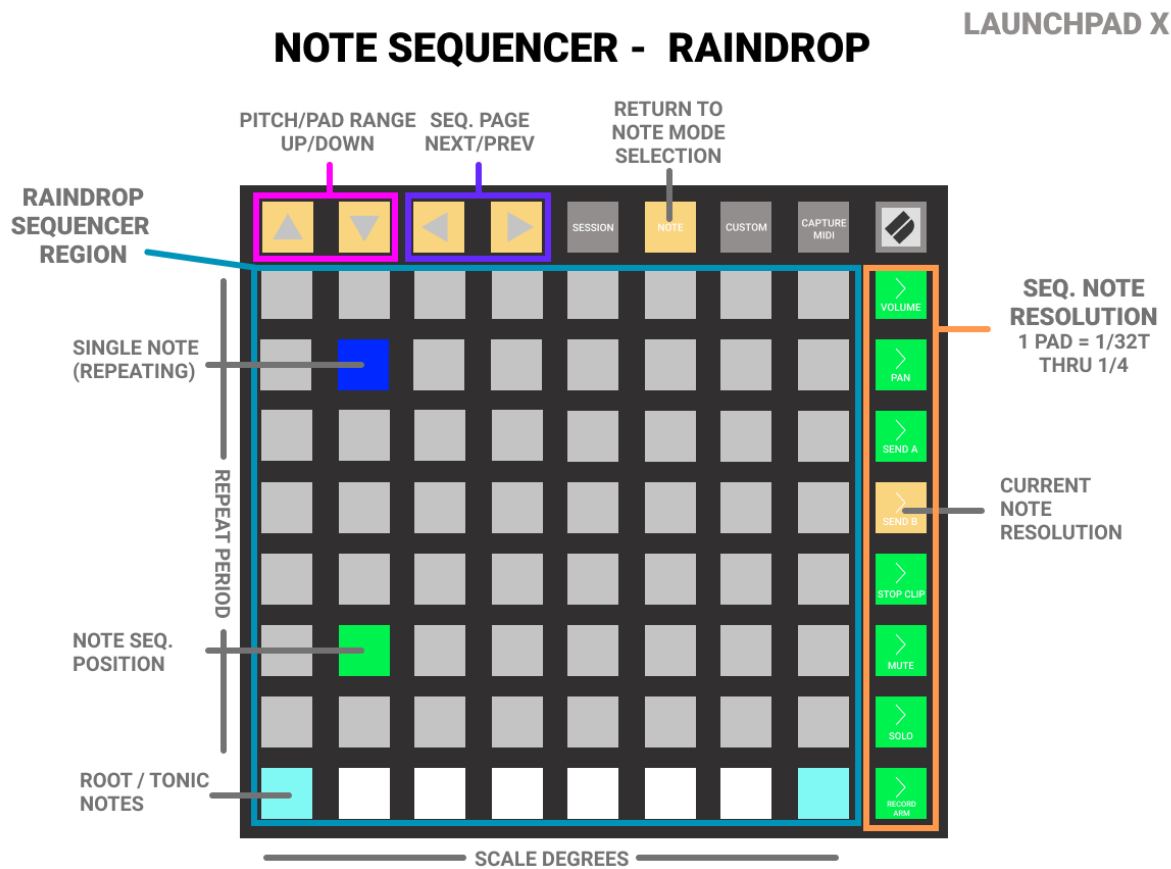 LAUNCHPAD X
NOTE SEQUENCER - RAINDROP
PITCH/PAD RANGE
UP/DOWN
SEQ. PAGE
NEXT/PREV
RETURN TO
NOTE MODE
SELECTION
RAINDROP
SEQUENCER
REGION
SESSION
NOTE
CUSTOM
CAPTURE
MIDI
VOLUME
SEQ. NOTE
RESOLUTION
1 PAD = 1/32T
THRU 1/4
SINGLE NOTE
(REPEATING)
PAN
SEND A
REPEAT PERIOD
SEND B
CURRENT
NOTE
RESOLUTION
STOP CLIP
NOTE SEQ.
POSITION
MUTE
SOLO
ROOT / TONIC
NOTES
RECORD
ARM
SCALE DEGREES